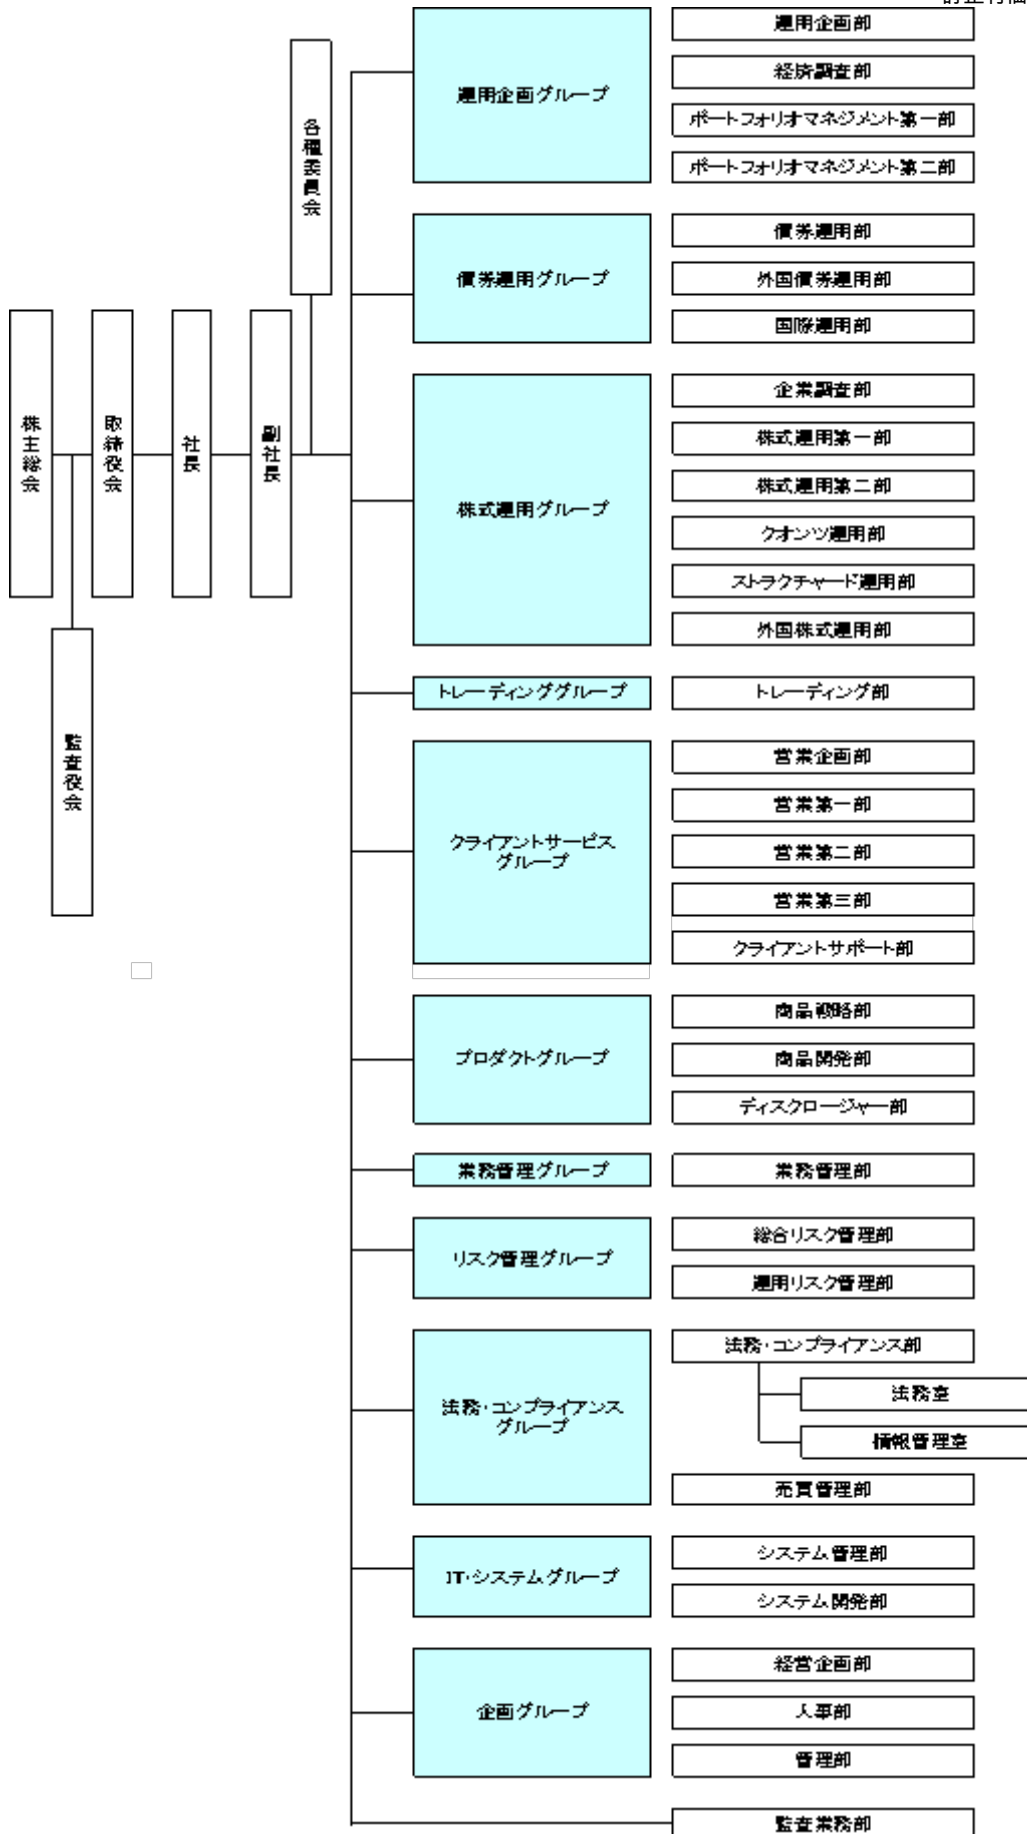 株主総会
監査役会
取締役会
社長
副社長
各種委員会
運用企画グループ
運用企画部
経済調査部
ポートフォリオマネジメント第一部
ポートフォリオマネジメント第二部
債券運用グループ
債券運用部
外国債券運用部
国際運用部
株式運用グループ
企業調査部
株式運用第一部
株式運用第二部
クオンツ運用部
ストラクチャード運用部
外国株式運用部
トレーディンググループ
トレーディング部
クライアントサービス
グループ
営業企画部
営業第一部
営業第二部
営業第三部
クライアントサポート部
プロダクトグループ
商品戦略部
商品開発部
ディスクロージャー部
業務管理グループ
業務管理部
リスク管理グループ
総合リスク管理部
運用リスク管理部
法務・コンプライアンス
グループ
法務・コンプライアンス部
法務室
情報管理室
売買管理部
IT・システムグループ
システム管理部
システム開発部
企画グループ
経営企画部
人事部
管理部
監査業務部